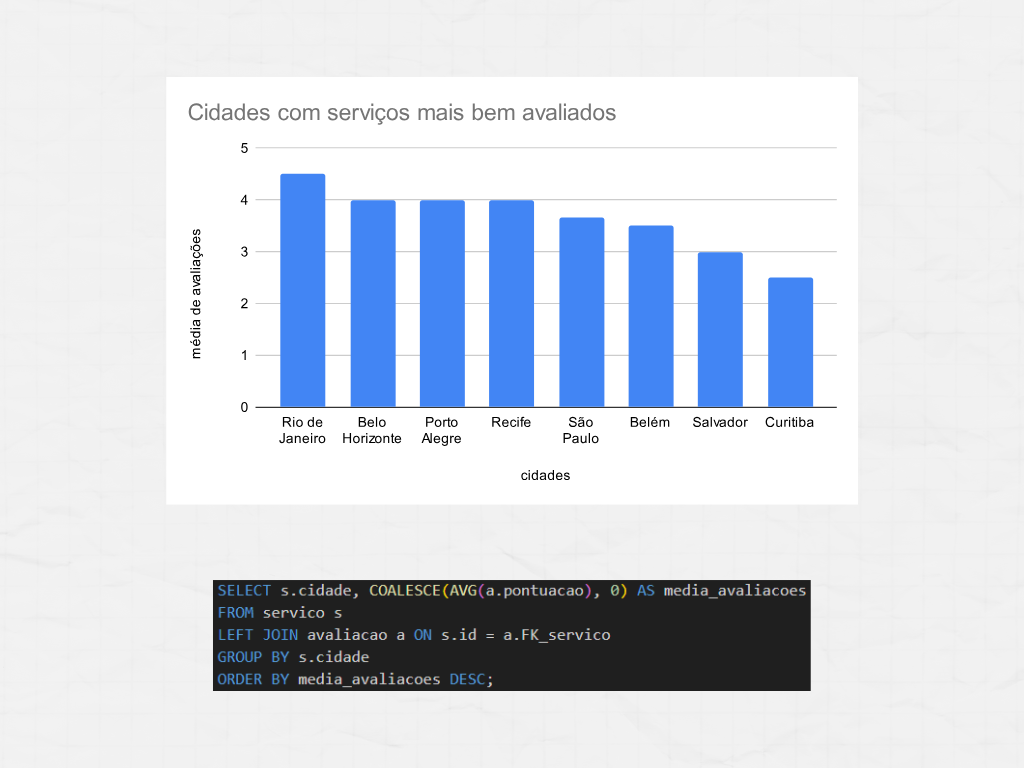 Cidades com serviços mais bem avaliados
5
4
3
2
1
0
média de avaliações
Rio de
Janeiro
Belo
Horizonte
Porto
Alegre
Recife
São
Paulo
Belém
Salvador
Curitiba
cidades
SELECT s.cidade, COALESCE(AVG(a.pontuacao), 0) AS media_avaliacoes
FROM servico s
LEFT JOIN avaliacao a ON s.id = a.FK_servico
GROUP BY s.cidade
ORDER BY media_avaliacoes DESC;